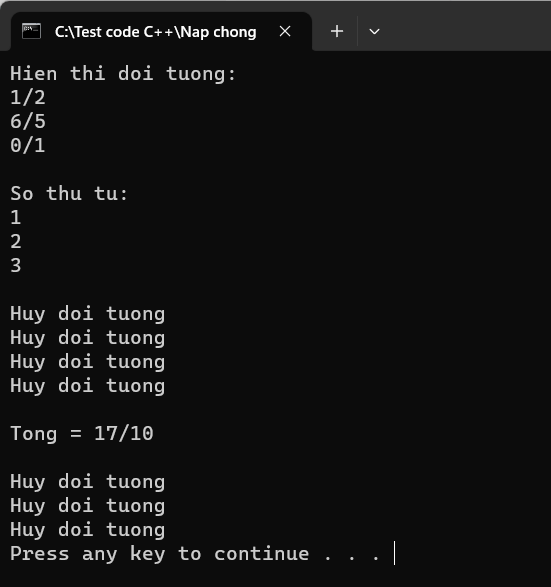 C:\Test code C++\Nap chong
Hien thi doi tuong:
1/2
6/5
0/1
So thu tu:
1
2
3
Huy doi tuong
Huy doi tuong
Huy doi tuong
Huy doi tuong
Tong = 17/10
Huy doi tuong
Huy doi tuong
Huy doi tuong
Press any key to continue . . .